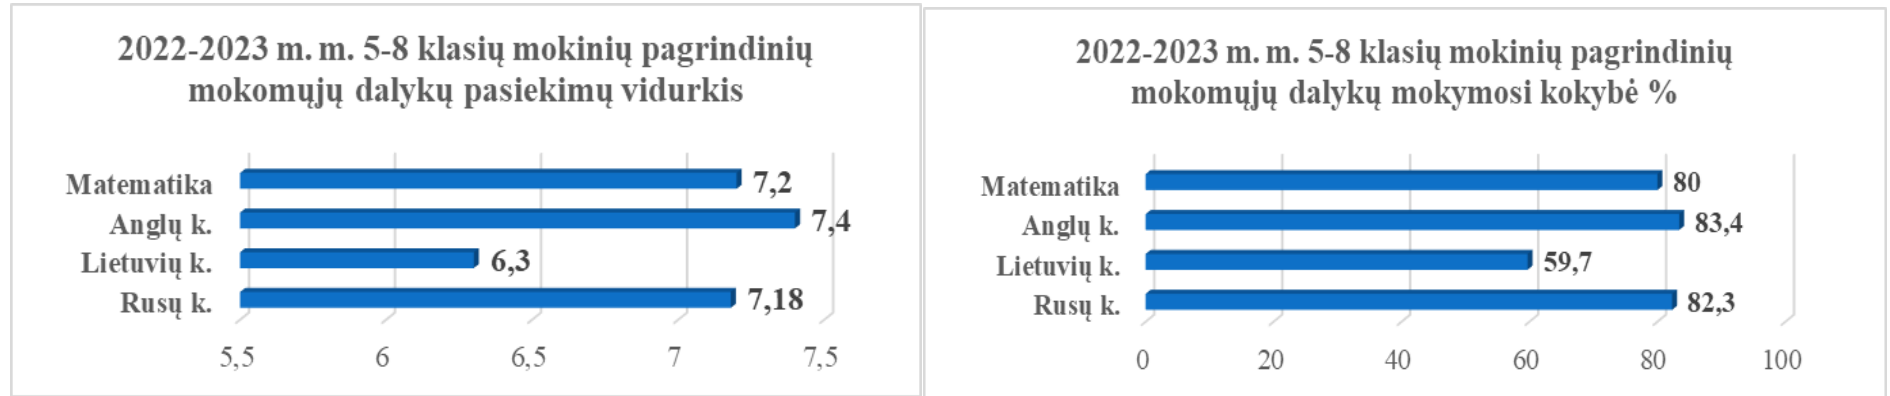 2022-2023 m. m. 5-8 klasių mokinių pagrindinių
mokomųjų dalykų pasiekimų vidurkis
Matematika 7,2
Anglų k. 7,4
Lietuvių k. 6,3
Rusų k. 7,18
5,5 6 6,5 7 7,5
2022-2023 m. m. 5-8 klasių mokinių pagrindinių
mokomųjų dalykų mokymosi kokybė %
Matematika 80
Anglų k. 83,4
Lietuvių k. 59,7
Rusų k. 82,3
0 20 40 60 80 100